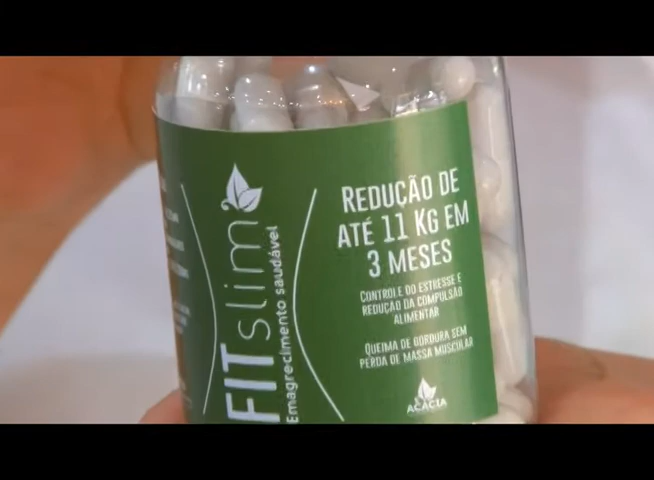 FITslim
Emagrecimento saudável
REDUÇÃO DE
ATÉ 11 KG EM
3 MESES
CONTROLE DO ESTRESSE E
REDUÇÃO DA COMPULSÃO
ALIMENTAR
QUEIMA DE GORDURA SEM
PERDA DE MASSA MUSCULAR
ACACIA